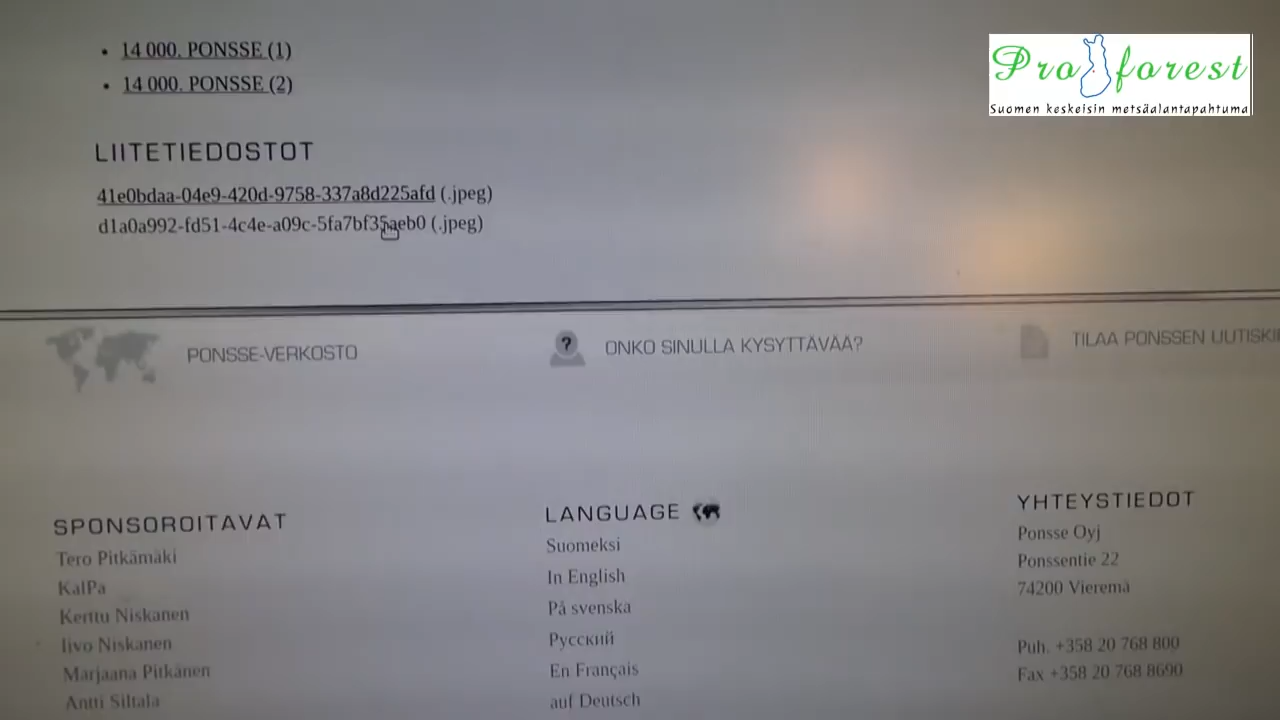 14 000. PONSSE (1)
14 000. PONSSE (2)
Pro forest
Suomen keskeisin metsäalantapahtuma
LIITETIEDOSTOT
41e0bdaa-04e9-420d-9758-337a8d225afd (.jpeg)
d1a0a992-fd51-4c4e-a09c-5fa7bf35aeb0 (.jpeg)
PONSSE-VERKOSTO
ONKO SINULLA KYSYTTÄVÄÄ?
TILAA PONSSEN UUTISKI
SPONSOROITAVAT
Tero Pitkämäki
KalPa
Kerttu Niskanen
Iivo Niskanen
Marjaana Pitkänen
Antti Siltala
LANGUAGE
Suomeksi
In English
På svenska
Русский
En Français
auf Deutsch
YHTEYSTIEDOT
Ponsse Oyj
Ponssentie 22
74200 Vieremä
Puh. +358 20 768 800
Fax +358 20 768 8690